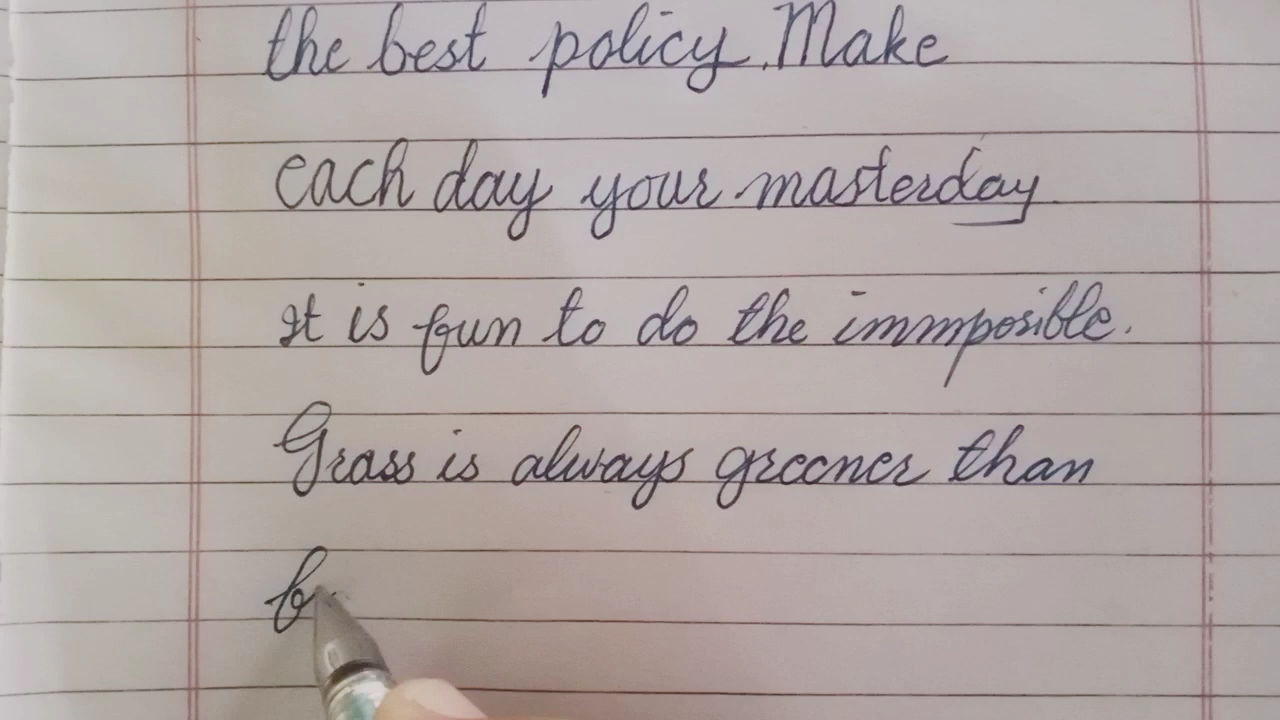 the best policy. Make
each day your masterday
It is fun to do the immposible.
Grass is always greener than
b